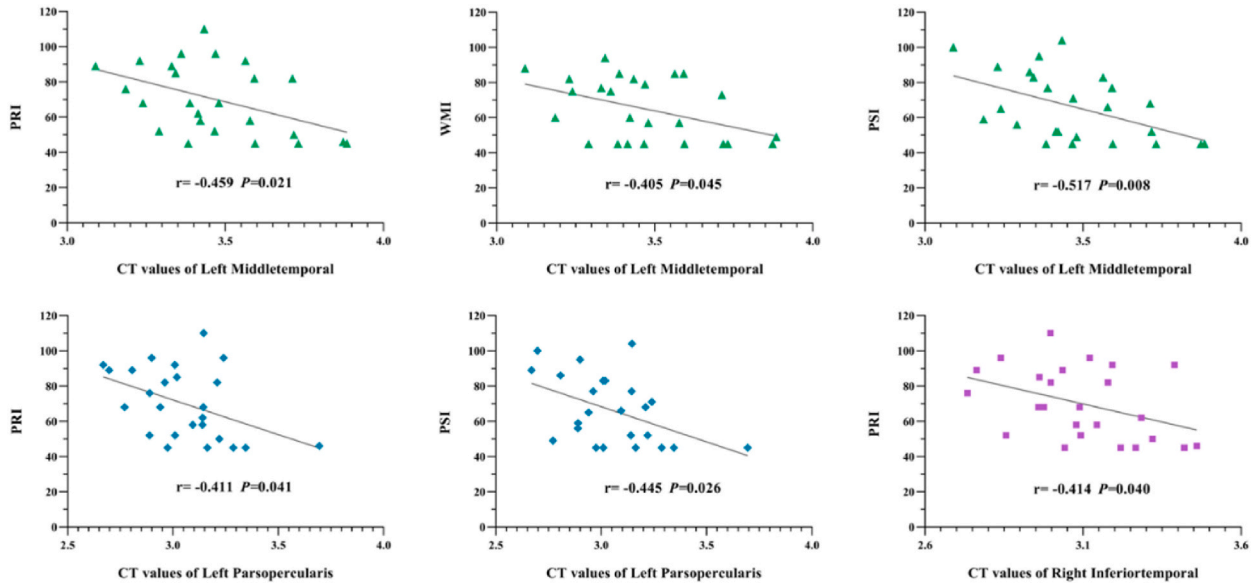 120
100
80
60
40
20
0
PRI
r= -0.459 P=0.021
3.0 3.5 4.0
CT values of Left Middletemporal
120
100
80
60
40
20
0
WMI
r= -0.405 P=0.045
3.0 3.5 4.0
CT values of Left Middletemporal
120
100
80
60
40
20
0
PSI
r= -0.517 P=0.008
3.0 3.5 4.0
CT values of Left Middletemporal
120
100
80
60
40
20
0
PRI
r= -0.411 P=0.041
2.5 3.0 3.5 4.0
CT values of Left Parsopercularis
120
100
80
60
40
20
0
PSI
r= -0.445 P=0.026
2.5 3.0 3.5 4.0
CT values of Left Parsopercularis
120
100
80
60
40
20
0
PRI
r= -0.414 P=0.040
2.6 3.1 3.6
CT values of Right Inferiortemporal